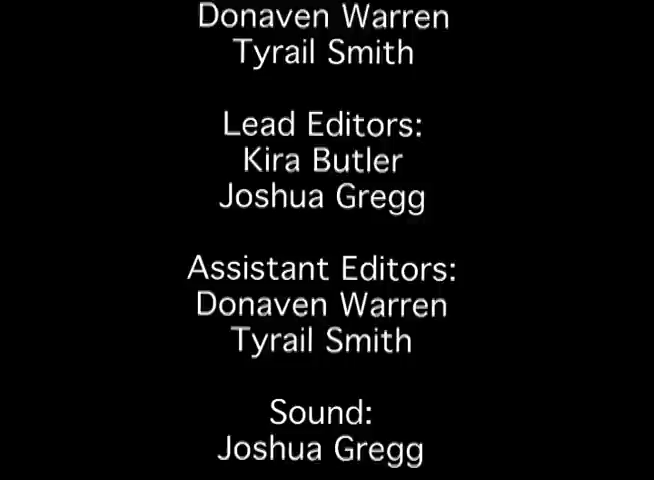 Donaven Warren
Tyrail Smith
Lead Editors:
Kira Butler
Joshua Gregg
Assistant Editors:
Donaven Warren
Tyrail Smith
Sound:
Joshua Gregg